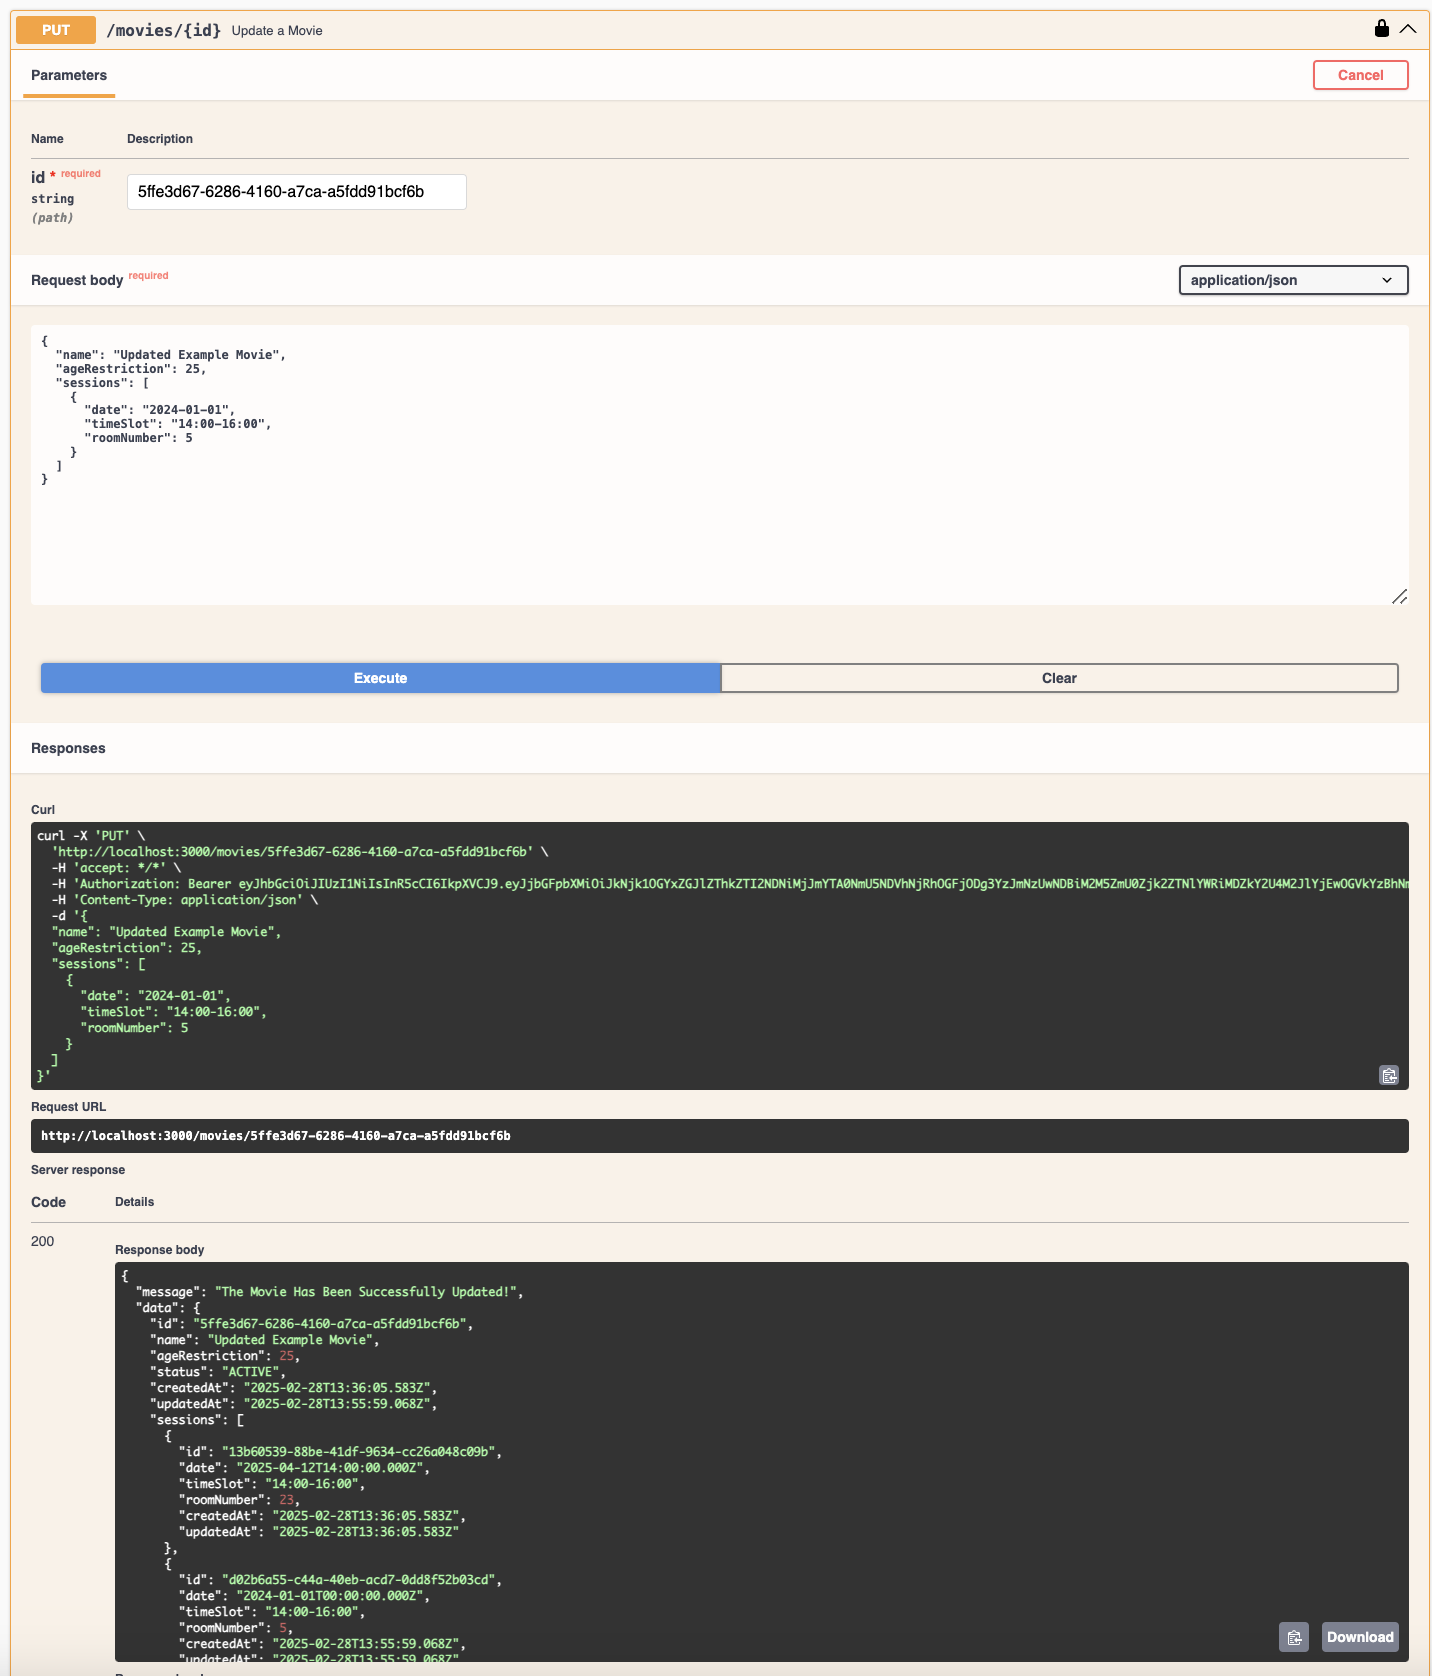 PUT /movies/{id} Update a Movie
Parameters
Cancel
Name Description
id * required
string
(path)
5ffe3d67-6286-4160-a7ca-a5fdd91bcf6b
Request body required
application/json
{
  "name": "Updated Example Movie",
  "ageRestriction": 25,
  "sessions": [
    {
      "date": "2024-01-01",
      "timeSlot": "14:00-16:00",
      "roomNumber": 5
    }
  ]
}
Execute
Clear
Responses
Curl
curl -X 'PUT' \
  'http://localhost:3000/movies/5ffe3d67-6286-4160-a7ca-a5fdd91bcf6b' \
  -H 'accept: */*' \
  -H 'Authorization: Bearer
  -H 'Content-Type: application/json' \
  -d '{
  "name": "Updated Example Movie",
  "ageRestriction": 25,
  "sessions": [
    {
      "date": "2024-01-01",
      "timeSlot": "14:00-16:00",
      "roomNumber": 5
    }
  ]
}'
Request URL
http://localhost:3000/movies/5ffe3d67-6286-4160-a7ca-a5fdd91bcf6b
Server response
Code Details
200
Response body
{
  "message": "The Movie Has Been Successfully Updated!",
  "data": {
    "id": "5ffe3d67-6286-4160-a7ca-a5fdd91bcf6b",
    "name": "Updated Example Movie",
    "ageRestriction": 25,
    "status": "ACTIVE",
    "createdAt": "2025-02-28T13:36:05.583Z",
    "updatedAt": "2025-02-28T13:55:59.068Z",
    "sessions": [
      {
        "id": "13b60539-88be-41df-9634-cc26a048c09b",
        "date": "2025-04-12T14:00:00.000Z",
        "timeSlot": "14:00-16:00",
        "roomNumber": 23,
        "createdAt": "2025-02-28T13:36:05.583Z",
        "updatedAt": "2025-02-28T13:36:05.583Z"
      },
      {
        "id": "d02b6a55-c44a-40eb-acd7-0dd8f52b03cd",
        "date": "2024-01-01T00:00:00.000Z",
        "timeSlot": "14:00-16:00",
        "roomNumber": 5,
        "createdAt": "2025-02-28T13:55:59.068Z",
        "updatedAt": "2025-02-28T13:55:59.068Z"
Download